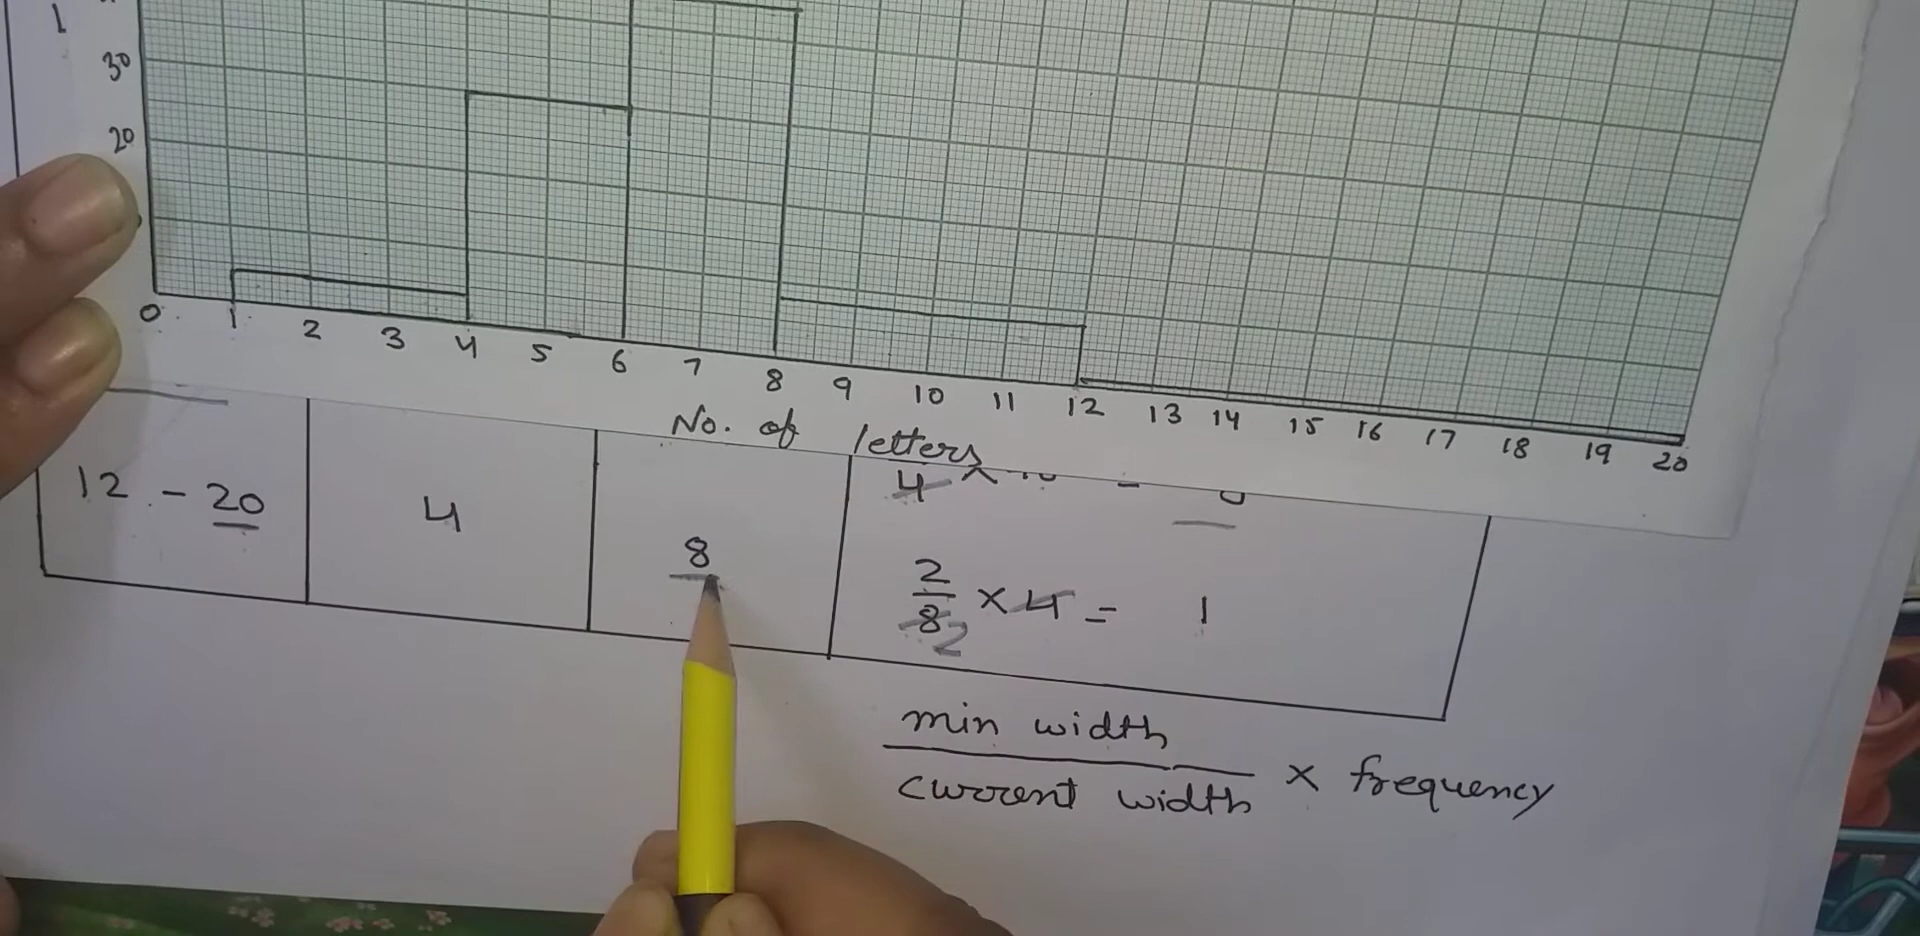 30
20
0 1 2 3 4 5 6 7 8 9 10 11 12 13 14 15 16 17 18 19 20
No. of letters
12 - 20 4 8 2/8 2 × 4 = 1
min width
current width × frequency